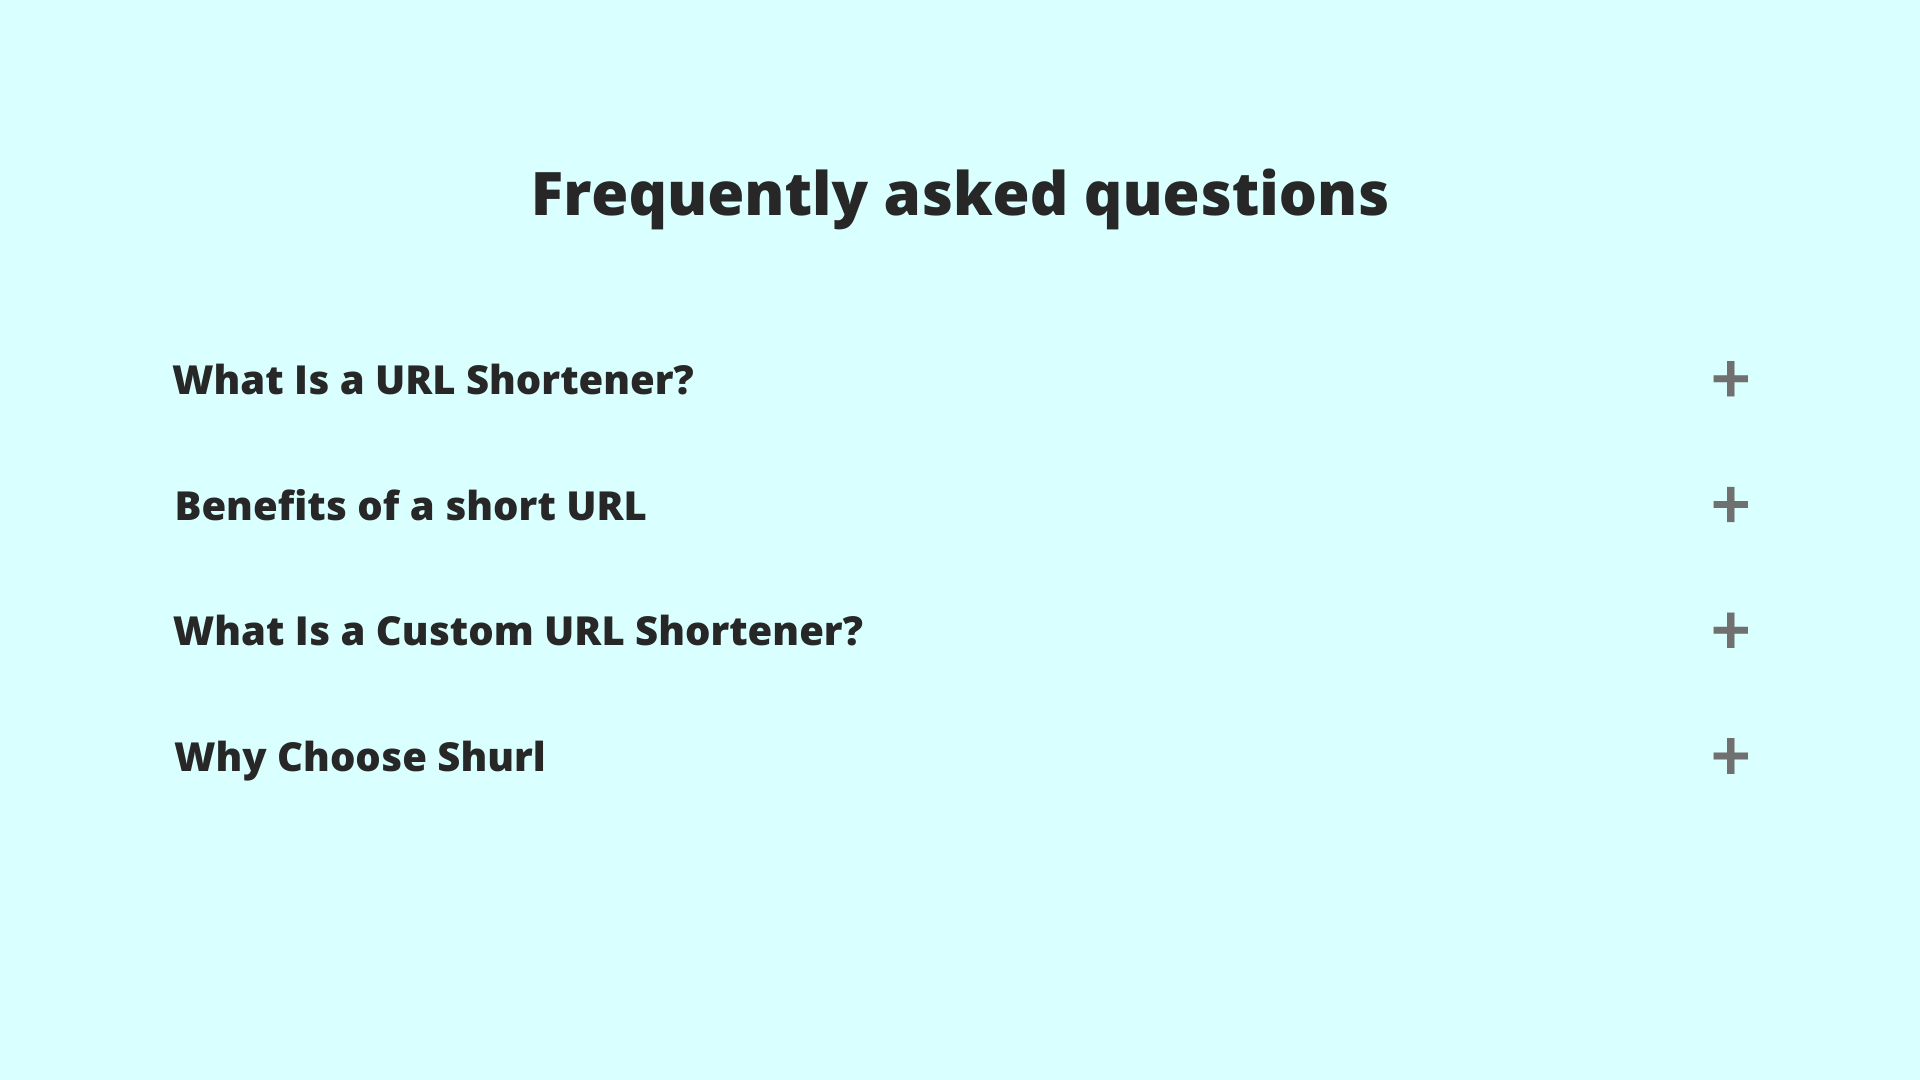 Frequently asked questions
What Is a URL Shortener?
Benefits of a short URL
What Is a Custom URL Shortener?
Why Choose Shurl